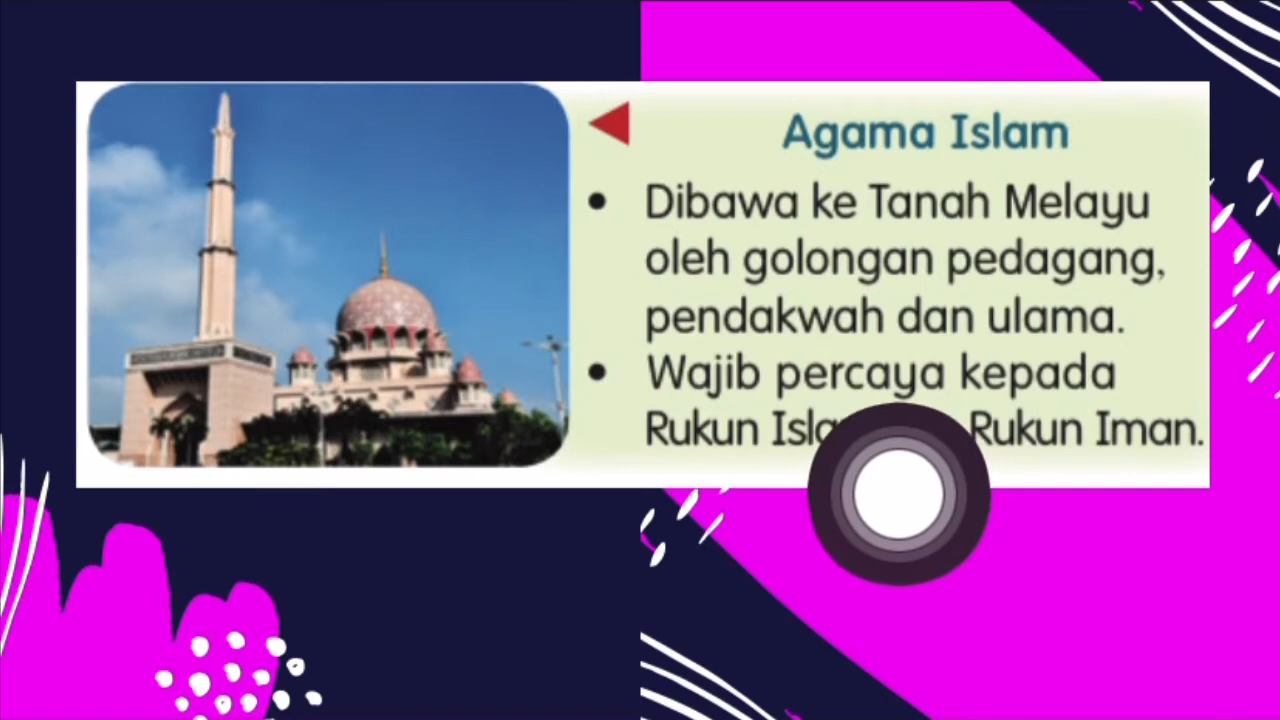 Agama Islam
• Dibawa ke Tanah Melayu
oleh golongan pedagang,
pendakwah dan ulama.
• Wajib percaya kepada
Rukun Rukun Iman.